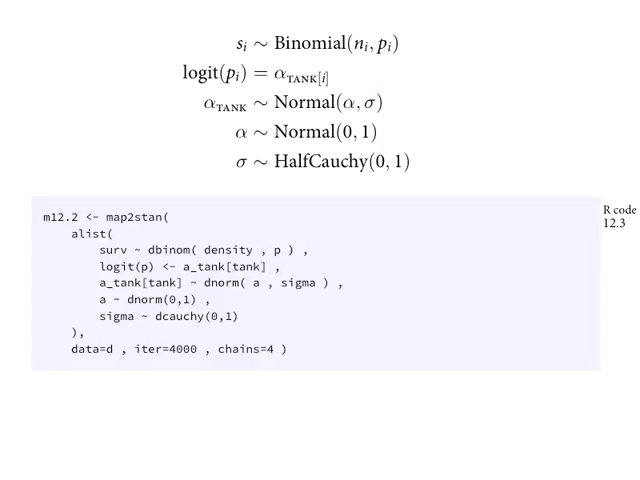 sᵢ ∼ Binomial(nᵢ, pᵢ)
logit(pᵢ) = α_TANK[i]
α_TANK ∼ Normal(α, σ)
α ∼ Normal(0, 1)
σ ∼ HalfCauchy(0, 1)
R code
12.3
m12.2 <- map2stan(
alist(
surv ~ dbinom( density , p ) ,
logit(p) <- a_tank[tank] ,
a_tank[tank] ~ dnorm( a , sigma ) ,
a ~ dnorm(0,1) ,
sigma ~ dcauchy(0,1)
),
data=d , iter=4000 , chains=4 )